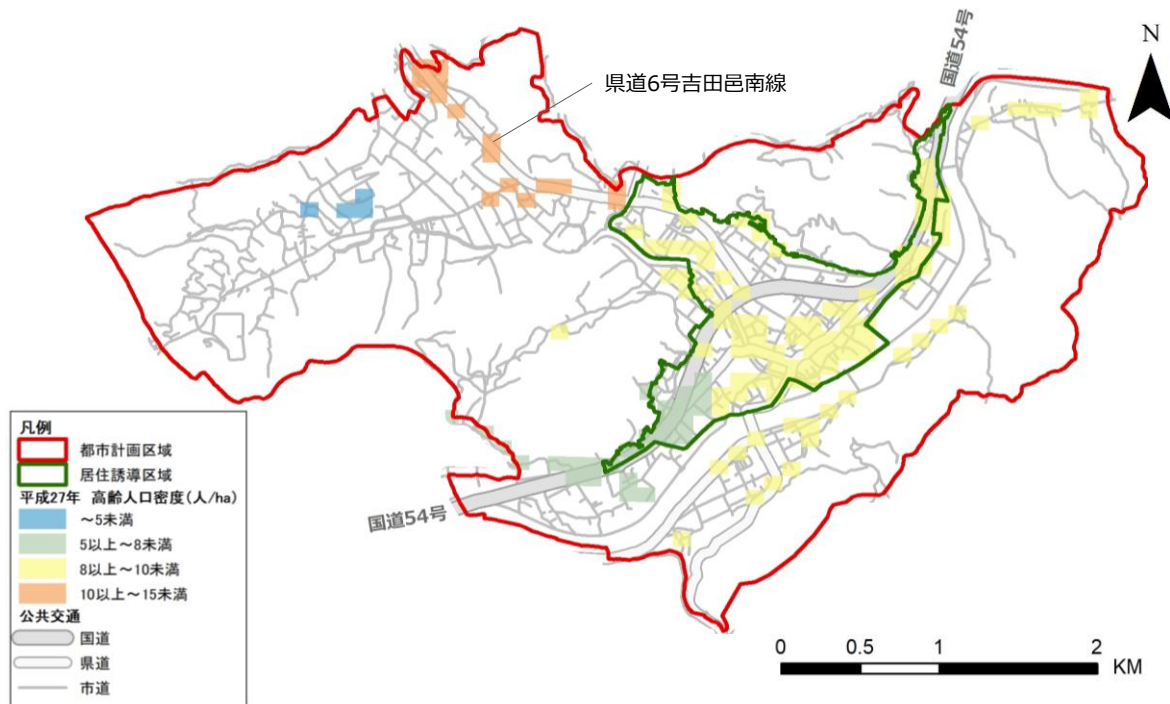 国道54号
N
県道6号吉田邑南線
凡例
都市計画区域
居住誘導区域
平成27年 高齢人口密度(人/ha)
～5未満
5以上～8未満
8以上～10未満
10以上～15未満
公共交通
国道
県道
市道
国道54号
0 0.5 1 2
KM